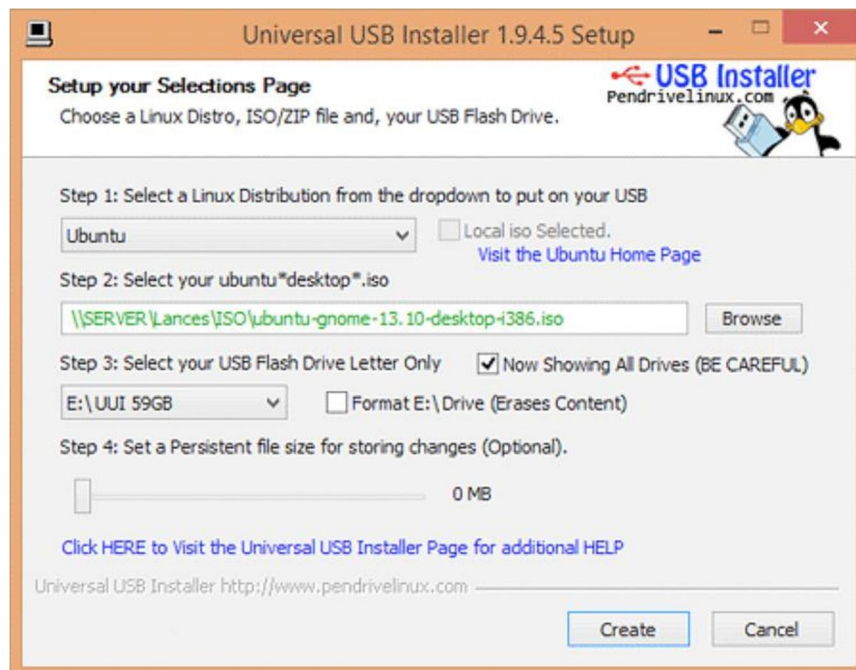 Universal USB Installer 1.9.4.5 Setup
Setup your Selections Page
Choose a Linux Distro, ISO/ZIP file and, your USB Flash Drive.
USB Installer
Pendrivelinux.com
Step 1: Select a Linux Distribution from the dropdown to put on your USB
Ubuntu
Local iso Selected.
Visit the Ubuntu Home Page
Step 2: Select your ubuntu*desktop*.iso
\\SERVER\Lances\ISO\ubuntu-gnome-13.10-desktop-i386.iso
Browse
Step 3: Select your USB Flash Drive Letter Only
Now Showing All Drives (BE CAREFUL)
E:\UUI 59GB
Format E:\Drive (Erases Content)
Step 4: Set a Persistent file size for storing changes (Optional).
0 MB
Click HERE to Visit the Universal USB Installer Page for additional HELP
Universal USB Installer http://www.pendrivelinux.com
Create
Cancel